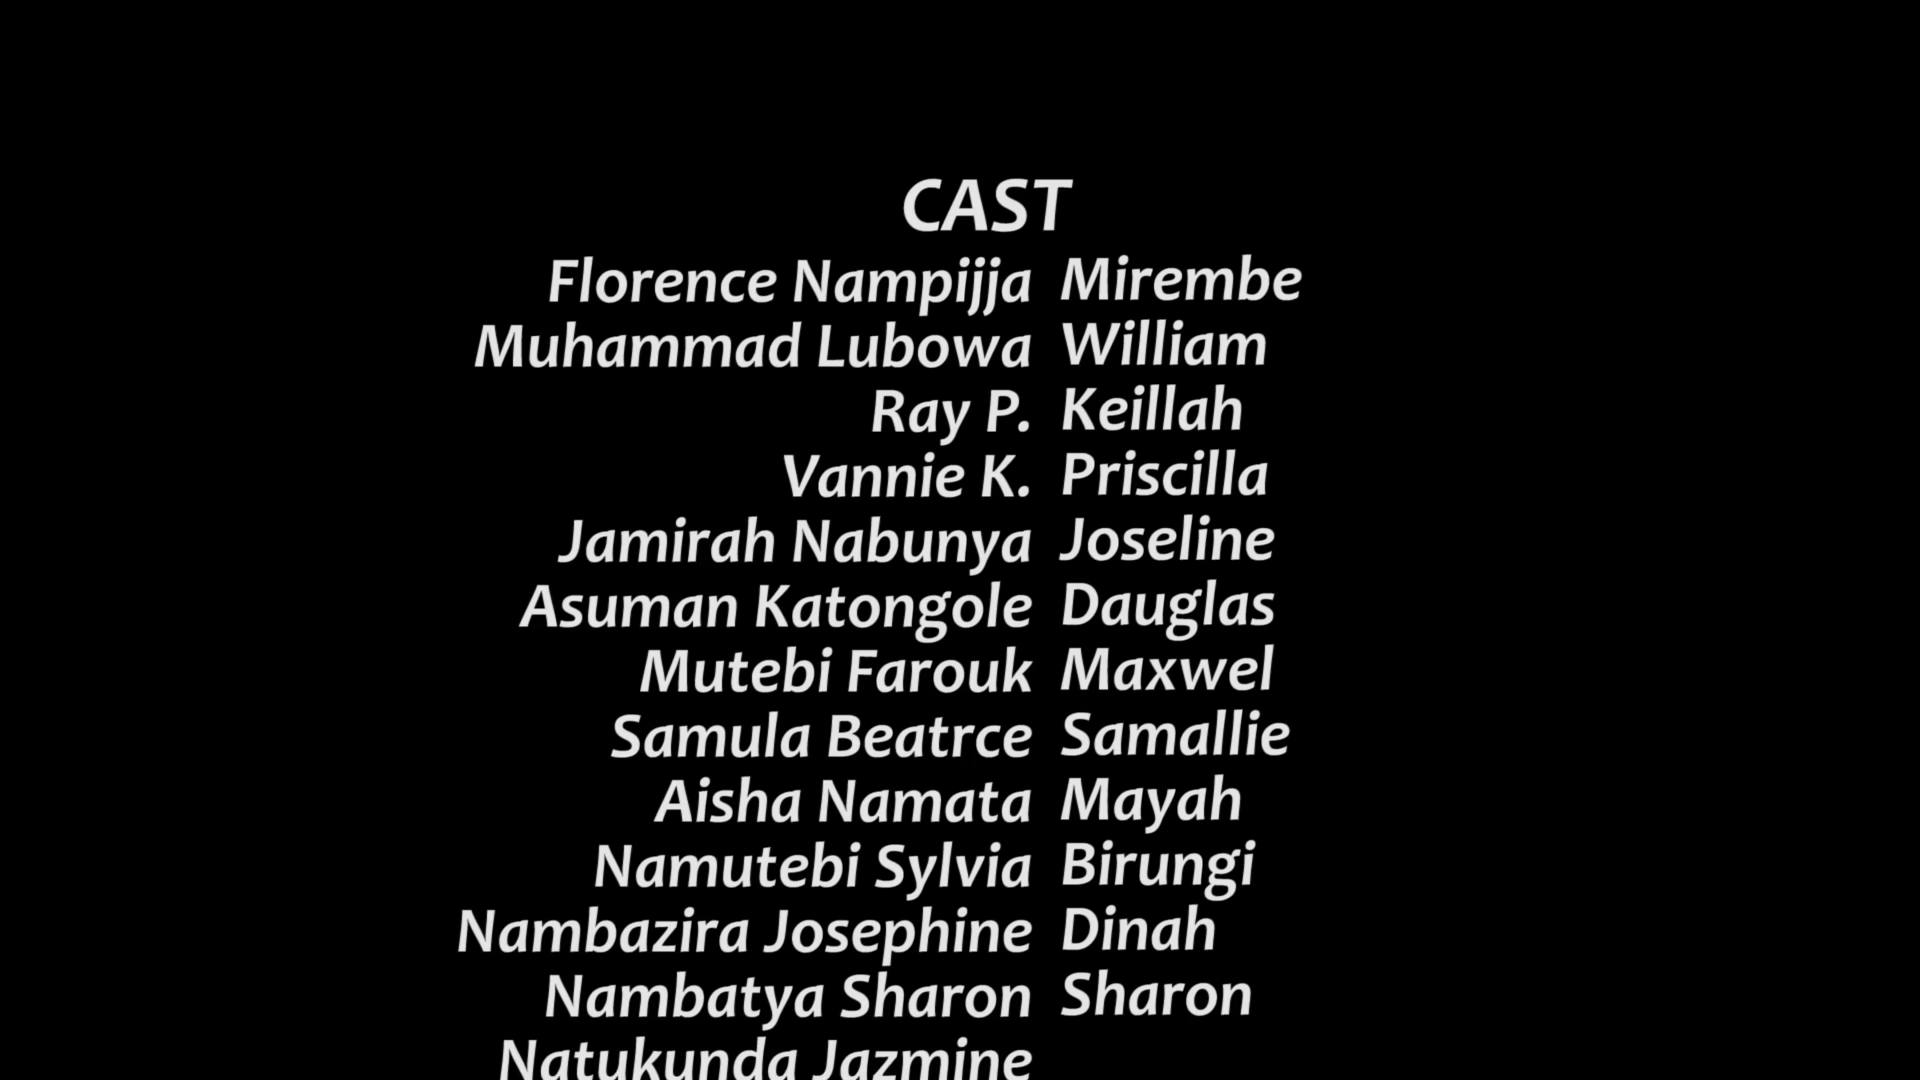 CAST
Florence Nampijja Mirembe
Muhammad Lubowa William
Ray P. Keillah
Vannie K. Priscilla
Jamirah Nabunya Joseline
Asuman Katongole Dauglas
Mutebi Farouk Maxwel
Samula Beatrce Samallie
Aisha Namata Mayah
Namutebi Sylvia Birungi
Nambazira Josephine Dinah
Nambatya Sharon Sharon
Natukunda Jazmine